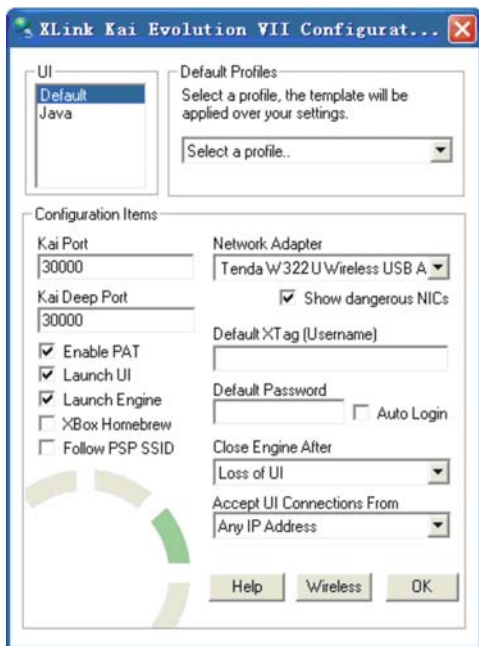 XLink Kai Evolution VII Configurat...
UI
Default
Java
Default Profiles
Select a profile, the template will be
applied over your settings.
Select a profile..
Configuration Items
Kai Port
30000
Kai Deep Port
30000
Enable PAT
Launch UI
Launch Engine
XBox Homebrew
Follow PSP SSID
Network Adapter
Tenda W322U Wireless USB A
Show dangerous NICs
Default XTag (Username)
Default Password
Auto Login
Close Engine After
Loss of UI
Accept UI Connections From
Any IP Address
Help
Wireless
OK